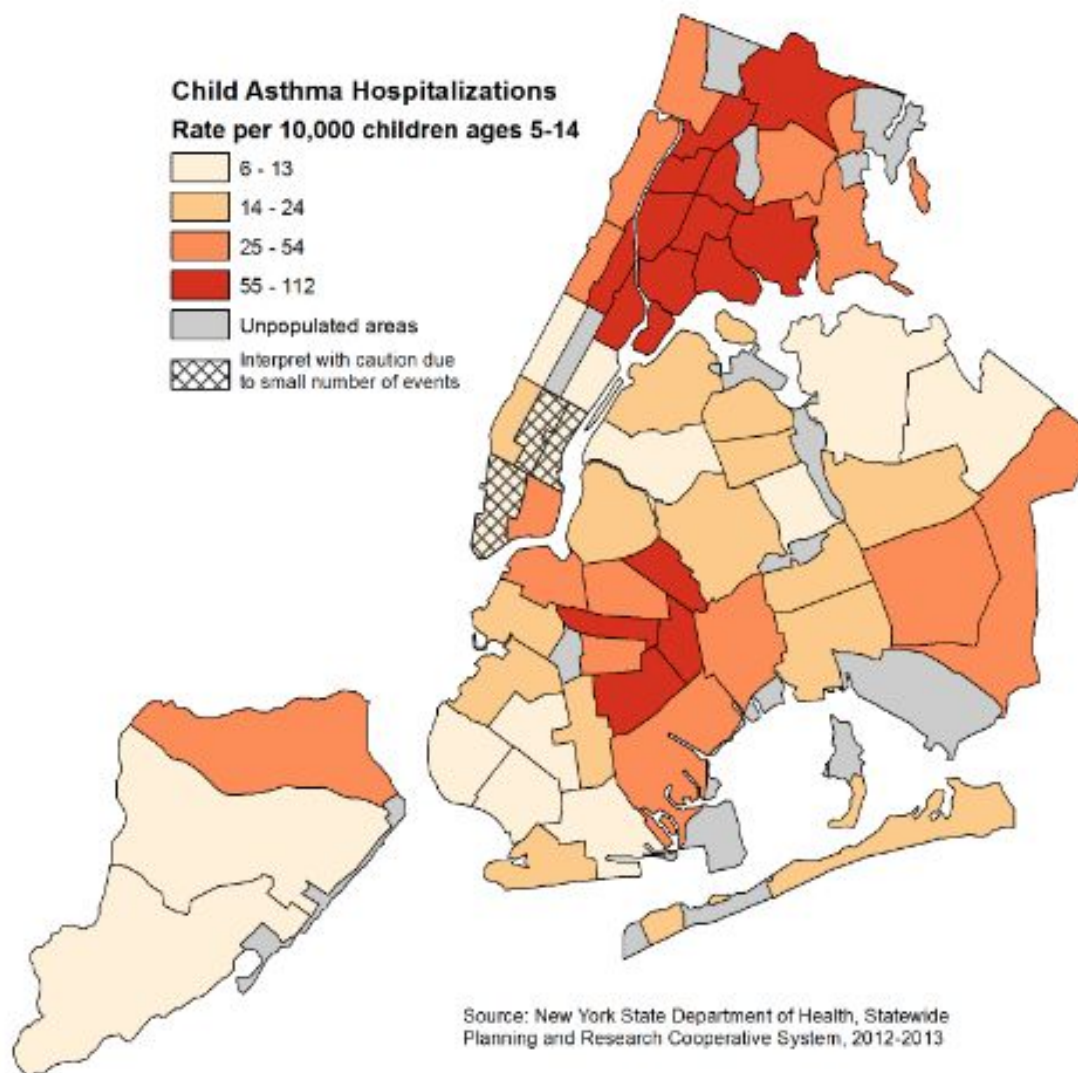 Child Asthma Hospitalizations
Rate per 10,000 children ages 5-14
6 - 13
14 - 24
25 - 54
55 - 112
Unpopulated areas
Interpret with caution due
to small number of events
Source: New York State Department of Health, Statewide
Planning and Research Cooperative System, 2012-2013